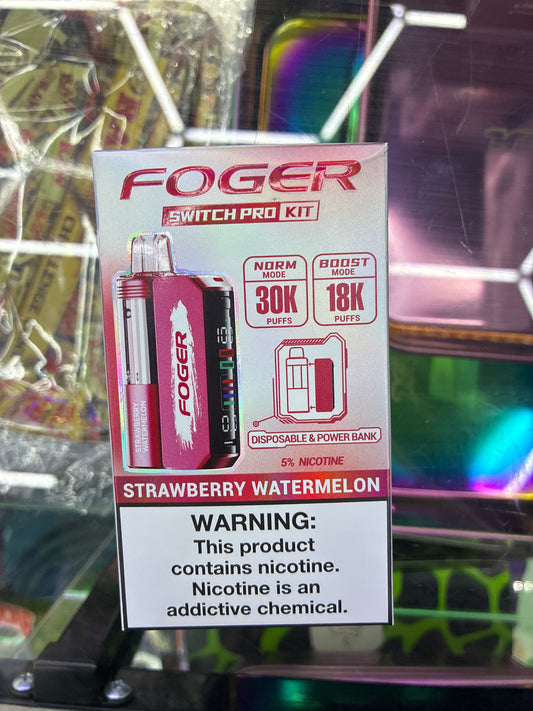 FOGER
SWITCH PRO KIT
NORM
MODE
30K
PUFFS
BOOST
MODE
18K
PUFFS
FOGER
STRAWBERRY
WATERMELON
DISPOSABLE & POWER BANK
5% NICOTINE
STRAWBERRY WATERMELON
WARNING:
This product
contains nicotine.
Nicotine is an
addictive chemical.